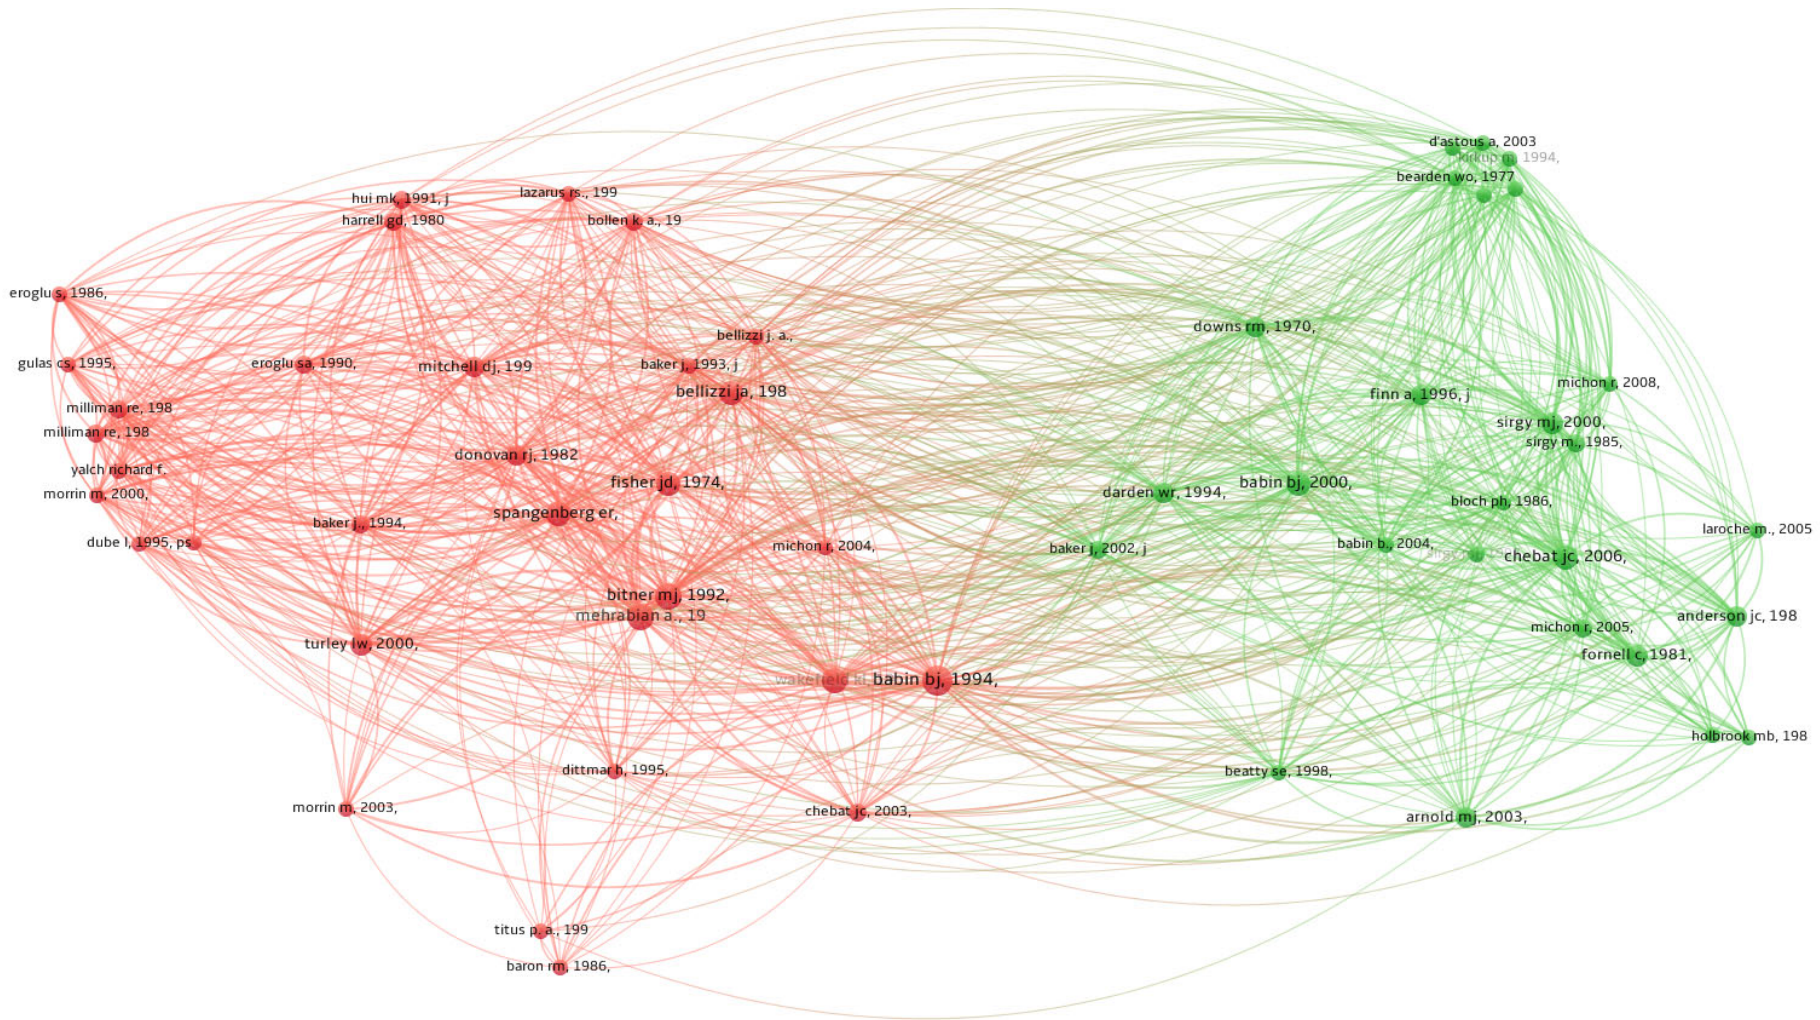 d'astous a, 2003
kirkup m, 1994,
bearden wo, 1977
lazarus rs., 199
hui mk, 1991, j
harrell gd, 1980
bollen k. a., 19
eroglu s, 1986,
downs rm, 1970,
bellizzi j. a.,
gulas cs, 1995,
eroglu sa, 1990,
mitchell dj, 199
baker j, 1993, j
michon r, 2008,
bellizzi ja, 198
finn a, 1996, j
milliman re, 198
sirgy mj, 2000,
milliman re, 198
sirgy m., 1985,
donovan rj, 1982
yalch richard f.
fisher jd, 1974,
babin bj, 2000,
morrin m, 2000,
darden wr, 1994,
bloch ph, 1986,
spangenberg er,
baker j., 1994,
laroche m., 2005
dube l, 1995, ps
michon r, 2004,
baker j, 2002, j
babin b., 2004,
chebat jc, 2006,
bitner mj, 1992,
mehrabian a., 19
anderson jc, 198
michon r, 2005,
turley lw, 2000,
fornell c, 1981,
wakefield kl,
babin bj, 1994,
holbrook mb, 198
dittmar h, 1995,
beatty se, 1998,
morrin m, 2003,
chebat jc, 2003,
arnold mj, 2003,
titus p. a., 199
baron rm, 1986,